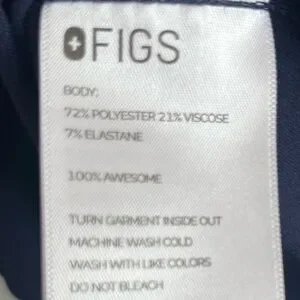 FIGS
BODY:
72% POLYESTER 21% VISCOSE
7% ELASTANE
100% AWESOME
TURN GARMENT INSIDE OUT
MACHINE WASH COLD
WASH WITH LIKE COLORS
DO NOT BLEACH